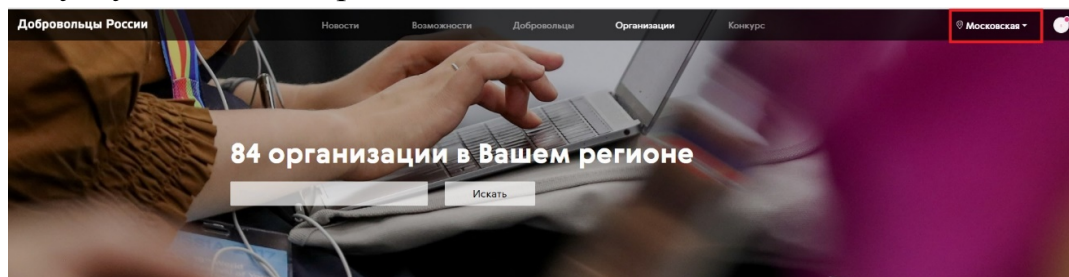 Добровольцы России
Новости
Возможности
Добровольцы
Организации
Конкурс
Московская
84 организации в Вашем регионе
Искать